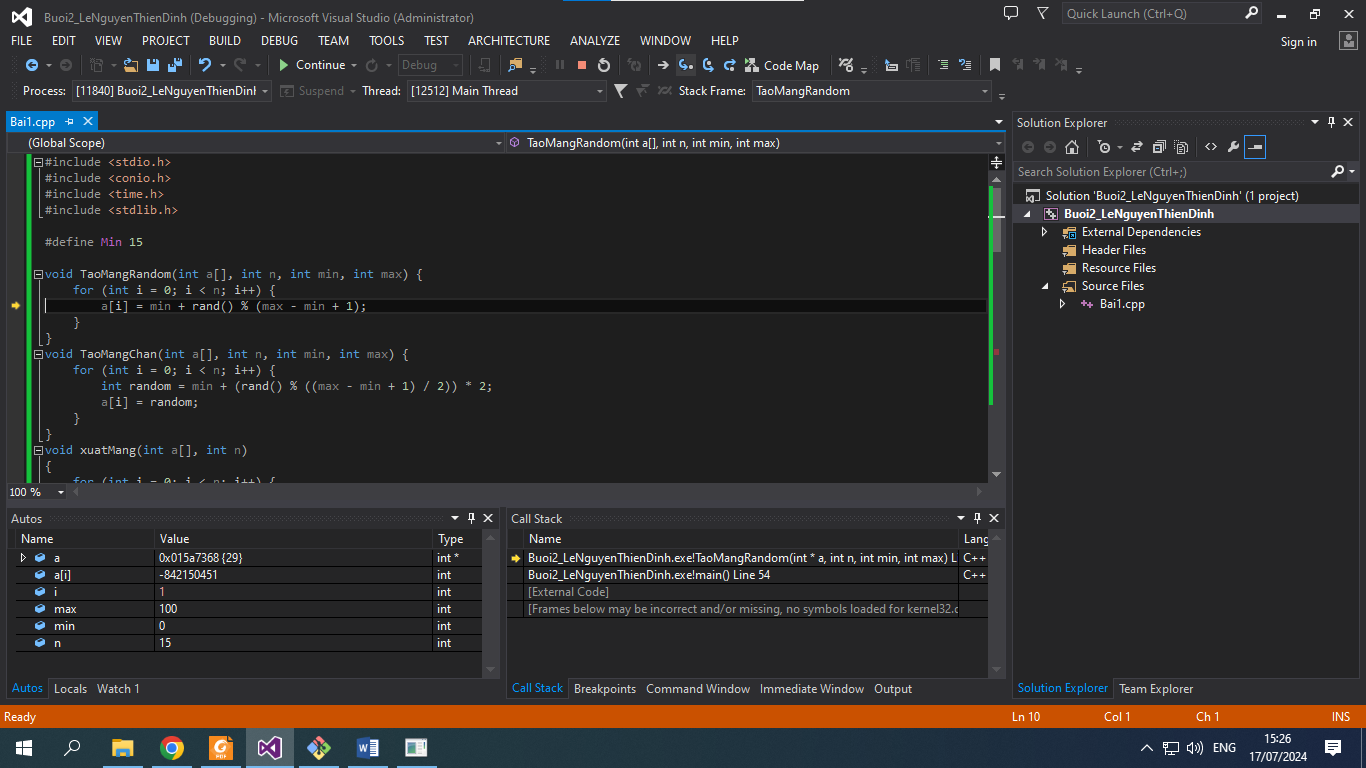 Buoi2_LeNguyenThienDinh (Debugging) - Microsoft Visual Studio (Administrator)
Quick Launch (Ctrl+Q)
FILE EDIT VIEW PROJECT BUILD DEBUG TEAM TOOLS TEST ARCHITECTURE ANALYZE WINDOW HELP
Sign in
Continue Debug Code Map
Process: [11840] Buoi2_LeNguyenThienDinh Suspend Thread: [12512] Main Thread Stack Frame: TaoMangRandom
Bai1.cpp
(Global Scope) TaoMangRandom(int a[], int n, int min, int max)
#include <stdio.h>
#include <conio.h>
#include <time.h>
#include <stdlib.h>
#define Min 15
void TaoMangRandom(int a[], int n, int min, int max) {
for (int i = 0; i < n; i++) {
a[i] = min + rand() % (max - min + 1);
}
}
void TaoMangChan(int a[], int n, int min, int max) {
for (int i = 0; i < n; i++) {
int random = min + (rand() % ((max - min + 1) / 2)) * 2;
a[i] = random;
}
}
void xuatMang(int a[], int n)
{
for (int i = 0; i < n; i++) {
100 %
Autos
Name Value Type
a 0x015a7368 {29} int *
a[i] -842150451 int
i 1 int
max 100 int
min 0 int
n 15 int
Autos Locals Watch 1
Call Stack
Name Lang
Buoi2_LeNguyenThienDinh.exe!TaoMangRandom(int * a, int n, int min, int max) L C++
Buoi2_LeNguyenThienDinh.exe!main() Line 54 C++
[External Code]
[Frames below may be incorrect and/or missing, no symbols loaded for kernel32.d
Call Stack Breakpoints Command Window Immediate Window Output
Solution Explorer
Search Solution Explorer (Ctrl+;)
Solution 'Buoi2_LeNguyenThienDinh' (1 project)
Buoi2_LeNguyenThienDinh
External Dependencies
Header Files
Resource Files
Source Files
Bai1.cpp
Solution Explorer Team Explorer
Ready Ln 10 Col 1 Ch 1 INS
PDF
ENG
15:26
17/07/2024